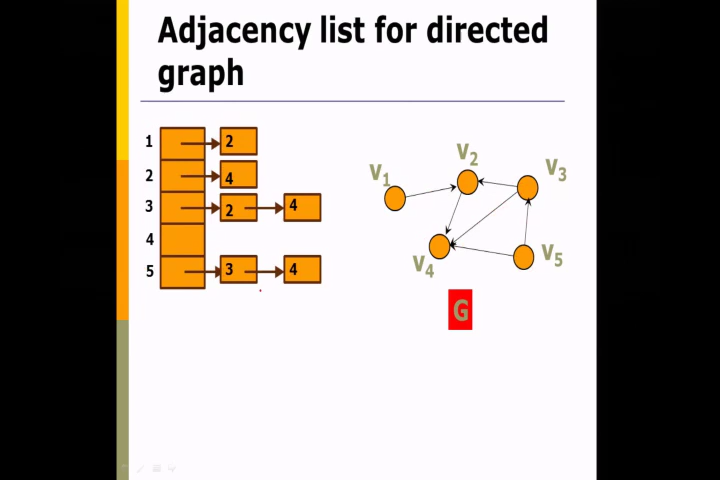 Adjacency list for directed
graph
1 2
2 4
3 2 4
4
5 3 4
V1
V2
V3
V4
V5
G